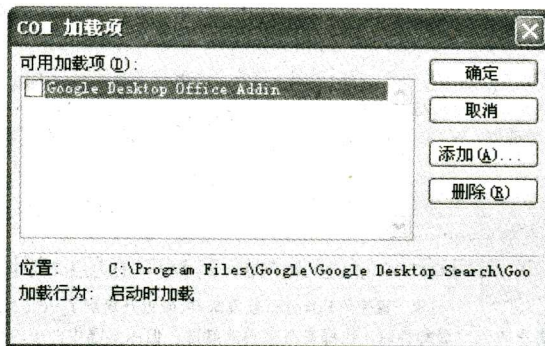 COM 加载项
可用加载项(D):
Google Desktop Office Addin
确定
取消
添加(A)...
删除(R)
位置: C:\Program Files\Google\Google Desktop Search\Goo
加载行为: 启动时加载